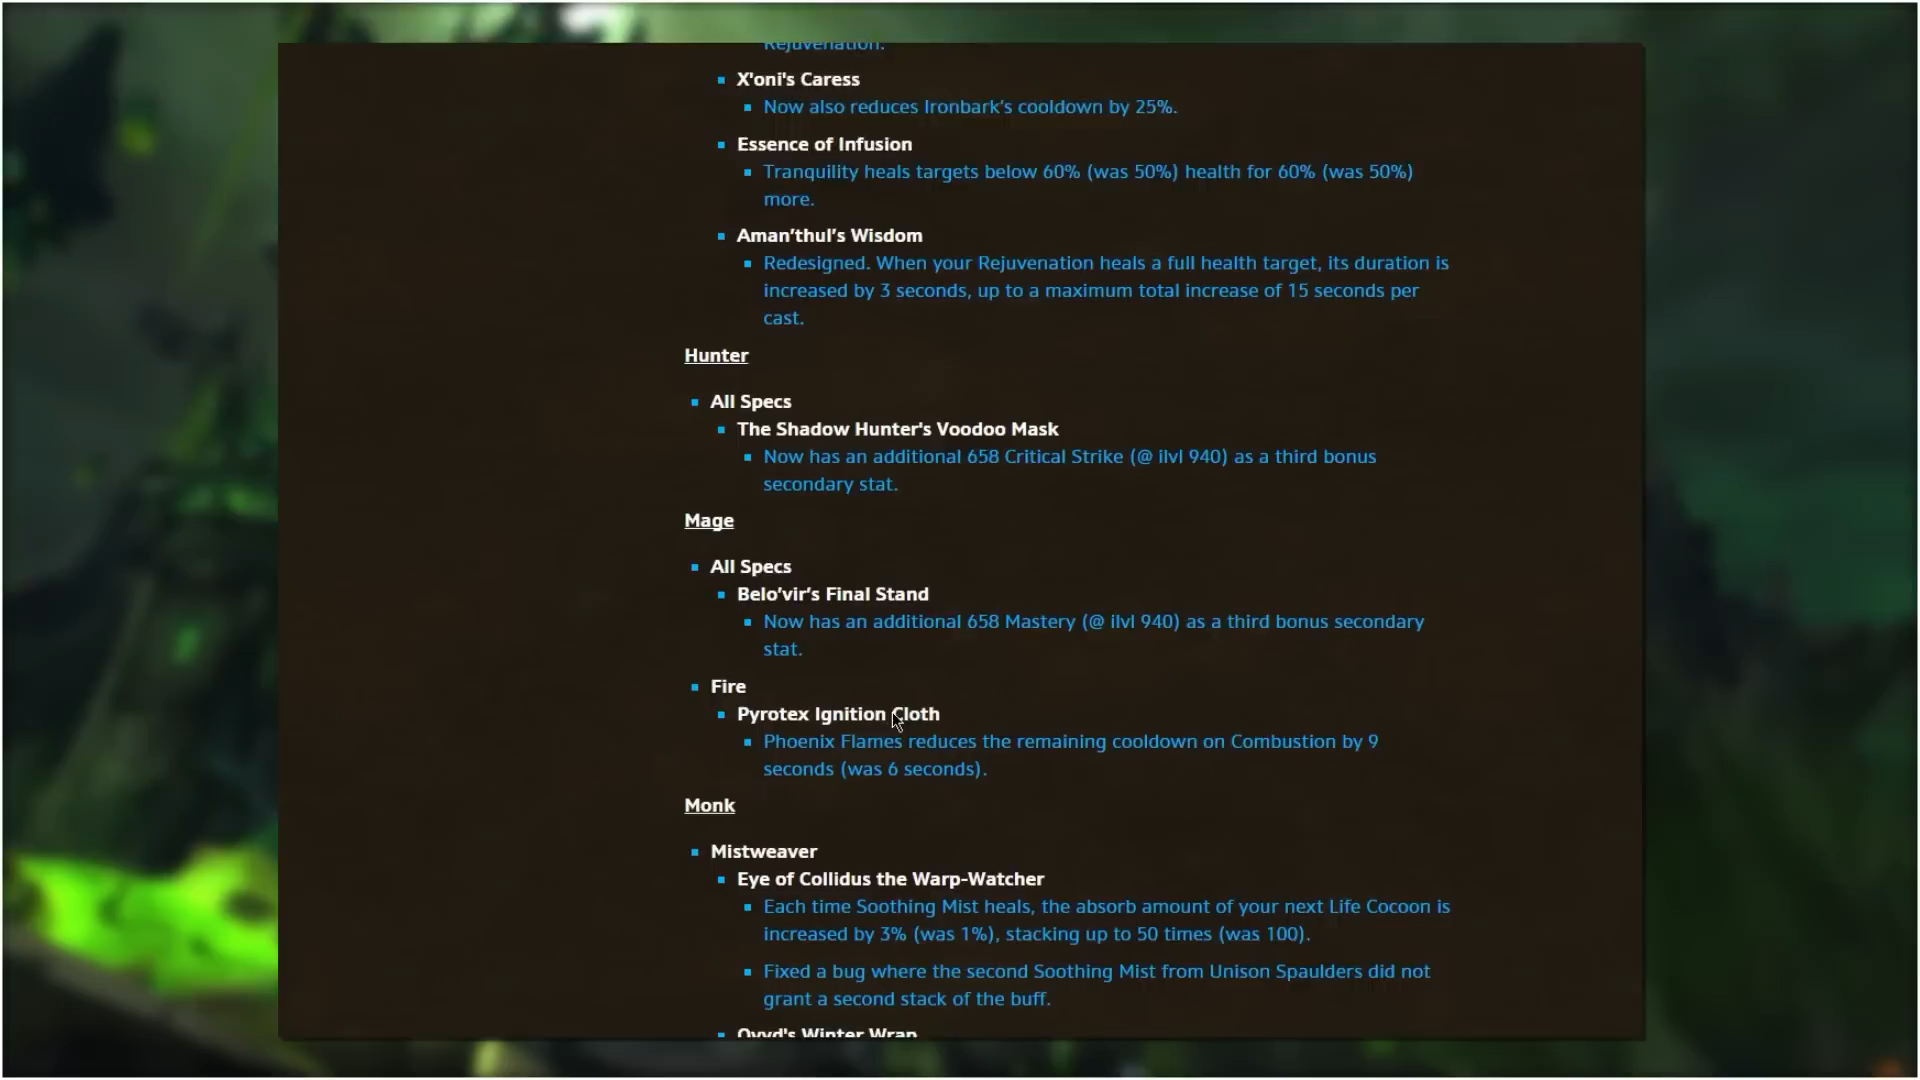 Rejuvenation.
X'oni's Caress
Now also reduces Ironbark's cooldown by 25%.
Essence of Infusion
Tranquility heals targets below 60% (was 50%) health for 60% (was 50%)
more.
Aman'thul's Wisdom
Redesigned. When your Rejuvenation heals a full health target, its duration is
increased by 3 seconds, up to a maximum total increase of 15 seconds per
cast.
Hunter
All Specs
The Shadow Hunter's Voodoo Mask
Now has an additional 658 Critical Strike (@ ilvl 940) as a third bonus
secondary stat.
Mage
All Specs
Belo'vir's Final Stand
Now has an additional 658 Mastery (@ ilvl 940) as a third bonus secondary
stat.
Fire
Pyrotex Ignition Cloth
Phoenix Flames reduces the remaining cooldown on Combustion by 9
seconds (was 6 seconds).
Monk
Mistweaver
Eye of Collidus the Warp-Watcher
Each time Soothing Mist heals, the absorb amount of your next Life Cocoon is
increased by 3% (was 1%), stacking up to 50 times (was 100).
Fixed a bug where the second Soothing Mist from Unison Spaulders did not
grant a second stack of the buff.
Ovyd's Winter Wrap